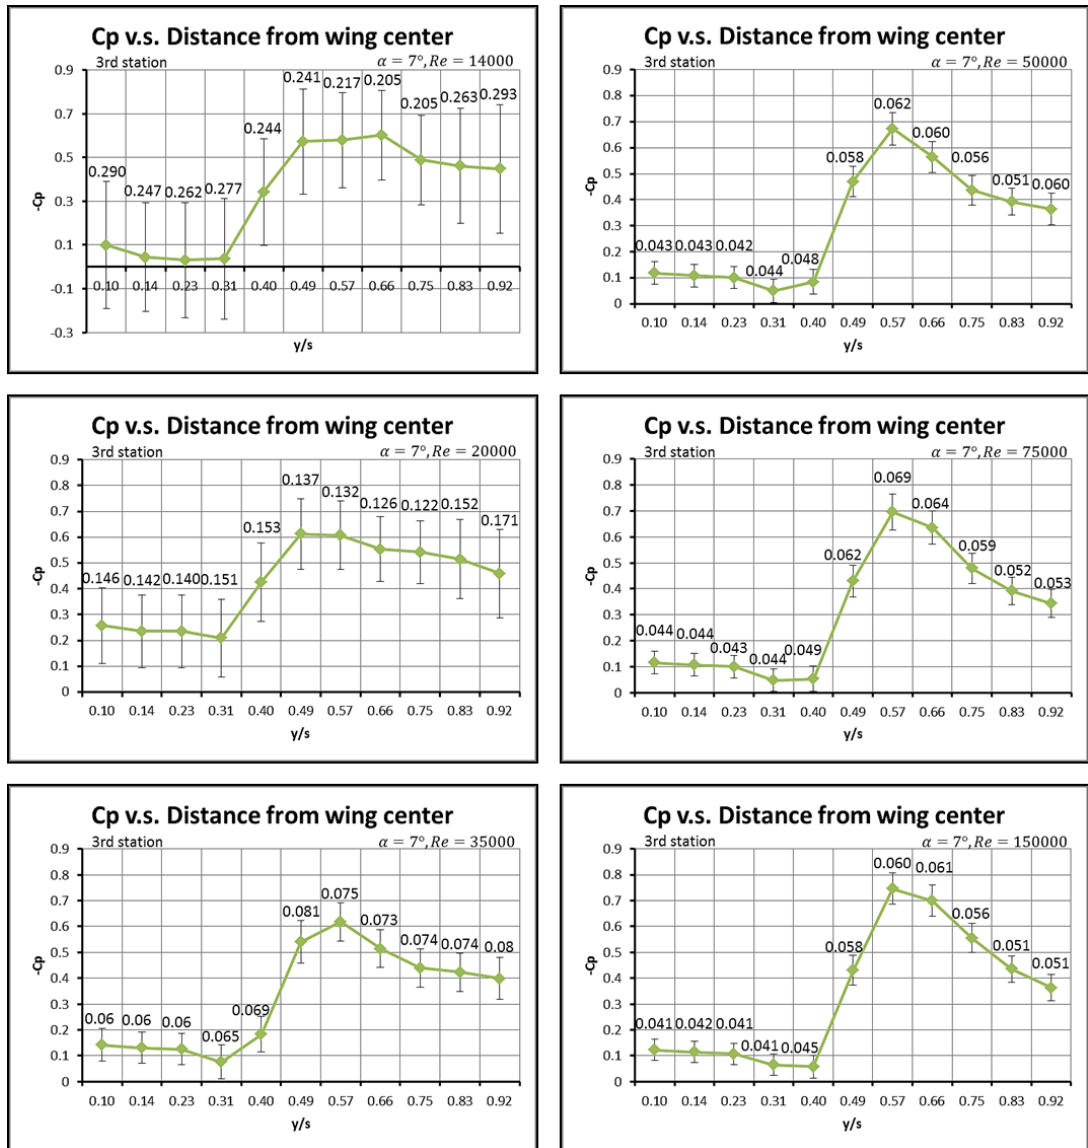 Cp v.s. Distance from wing center
3rd station
α = 7°, Re = 14000
0.9
0.7
0.5
0.3
0.1
-0.1
-0.3
-Cp
0.290 0.247 0.262 0.277 0.244 0.241 0.217 0.205 0.205 0.263 0.293
0.10 0.14 0.23 0.31 0.40 0.49 0.57 0.66 0.75 0.83 0.92
y/s
Cp v.s. Distance from wing center
3rd station
α = 7°, Re = 50000
0.9
0.8
0.7
0.6
0.5
0.4
0.3
0.2
0.1
0
-Cp
0.043 0.043 0.042 0.044 0.048 0.058 0.062 0.060 0.056 0.051 0.060
0.10 0.14 0.23 0.31 0.40 0.49 0.57 0.66 0.75 0.83 0.92
y/s
Cp v.s. Distance from wing center
3rd station
α = 7°, Re = 20000
0.9
0.8
0.7
0.6
0.5
0.4
0.3
0.2
0.1
0
-Cp
0.146 0.142 0.140 0.151 0.153 0.137 0.132 0.126 0.122 0.152 0.171
0.10 0.14 0.23 0.31 0.40 0.49 0.57 0.66 0.75 0.83 0.92
y/s
Cp v.s. Distance from wing center
3rd station
α = 7°, Re = 75000
0.9
0.8
0.7
0.6
0.5
0.4
0.3
0.2
0.1
0
-Cp
0.044 0.044 0.043 0.044 0.049 0.062 0.069 0.064 0.059 0.052 0.053
0.10 0.14 0.23 0.31 0.40 0.49 0.57 0.66 0.75 0.83 0.92
y/s
Cp v.s. Distance from wing center
3rd station
α = 7°, Re = 35000
0.9
0.8
0.7
0.6
0.5
0.4
0.3
0.2
0.1
0
-Cp
0.06 0.06 0.06 0.065 0.069 0.081 0.075 0.073 0.074 0.074 0.08
0.10 0.14 0.23 0.31 0.40 0.49 0.57 0.66 0.75 0.83 0.92
y/s
Cp v.s. Distance from wing center
3rd station
α = 7°, Re = 150000
0.9
0.8
0.7
0.6
0.5
0.4
0.3
0.2
0.1
0
-Cp
0.041 0.042 0.041 0.041 0.045 0.058 0.060 0.061 0.056 0.051 0.051
0.10 0.14 0.23 0.31 0.40 0.49 0.57 0.66 0.75 0.83 0.92
y/s